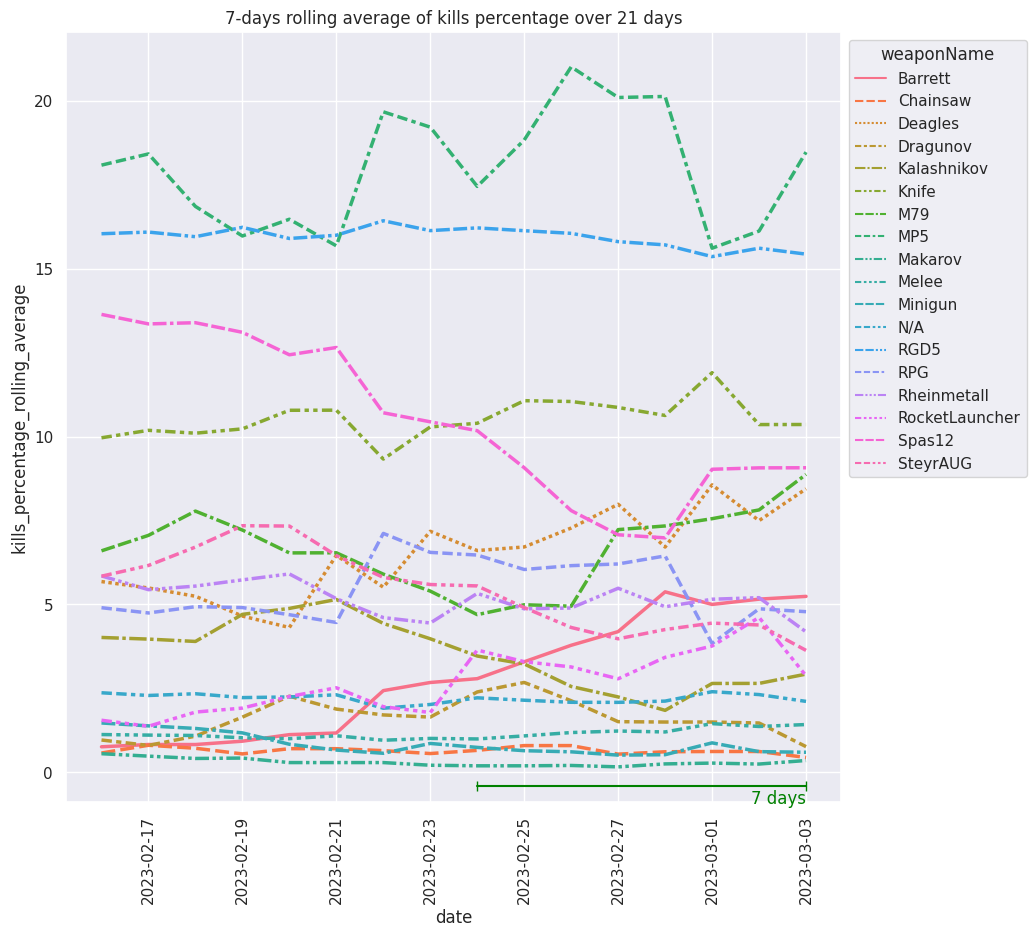 7-days rolling average of kills percentage over 21 days
kills_percentage_rolling_average
20
15
10
5
0
7 days
2023-02-17
2023-02-19
2023-02-21
2023-02-23
2023-02-25
2023-02-27
2023-03-01
2023-03-03
date
weaponName
Barrett
Chainsaw
Deagles
Dragunov
Kalashnikov
Knife
M79
MP5
Makarov
Melee
Minigun
N/A
RGD5
RPG
Rheinmetall
RocketLauncher
Spas12
SteyrAUG